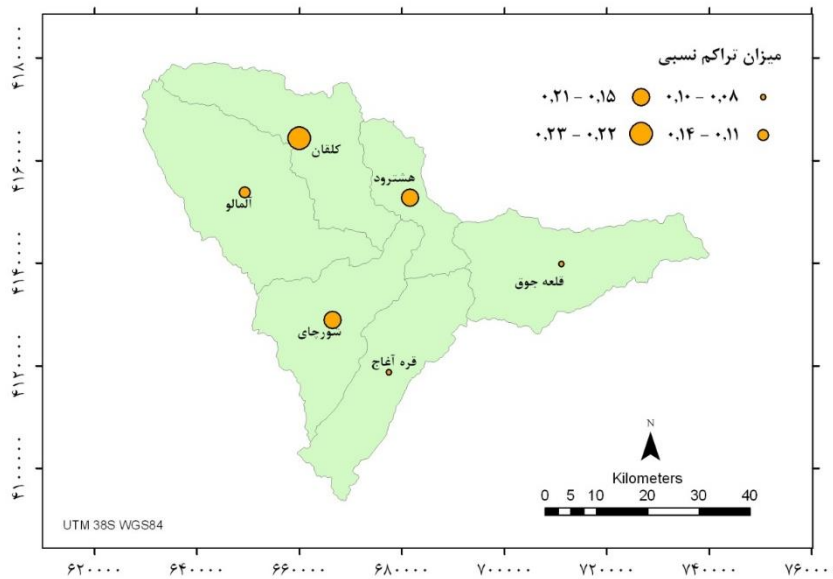 میزان تراکم نسبی
۰,۰۸ – ۰,۱۰
۰,۱۵ – ۰,۲۱
۰,۱۱ – ۰,۱۴
۰,۲۲ – ۰,۲۳
کلقان
هشترود
آلمالو
قلعه جوق
شورچای
قره آغاج
N
Kilometers
0 5 10 20 30 40
UTM 38S WGS84
۴۱۸۰۰۰۰
۴۱۶۰۰۰۰
۴۱۴۰۰۰۰
۴۱۲۰۰۰۰
۴۱۰۰۰۰۰
۶۲۰۰۰۰ ۶۴۰۰۰۰ ۶۶۰۰۰۰ ۶۸۰۰۰۰ ۷۰۰۰۰۰ ۷۲۰۰۰۰ ۷۴۰۰۰۰ ۷۶۰۰۰۰